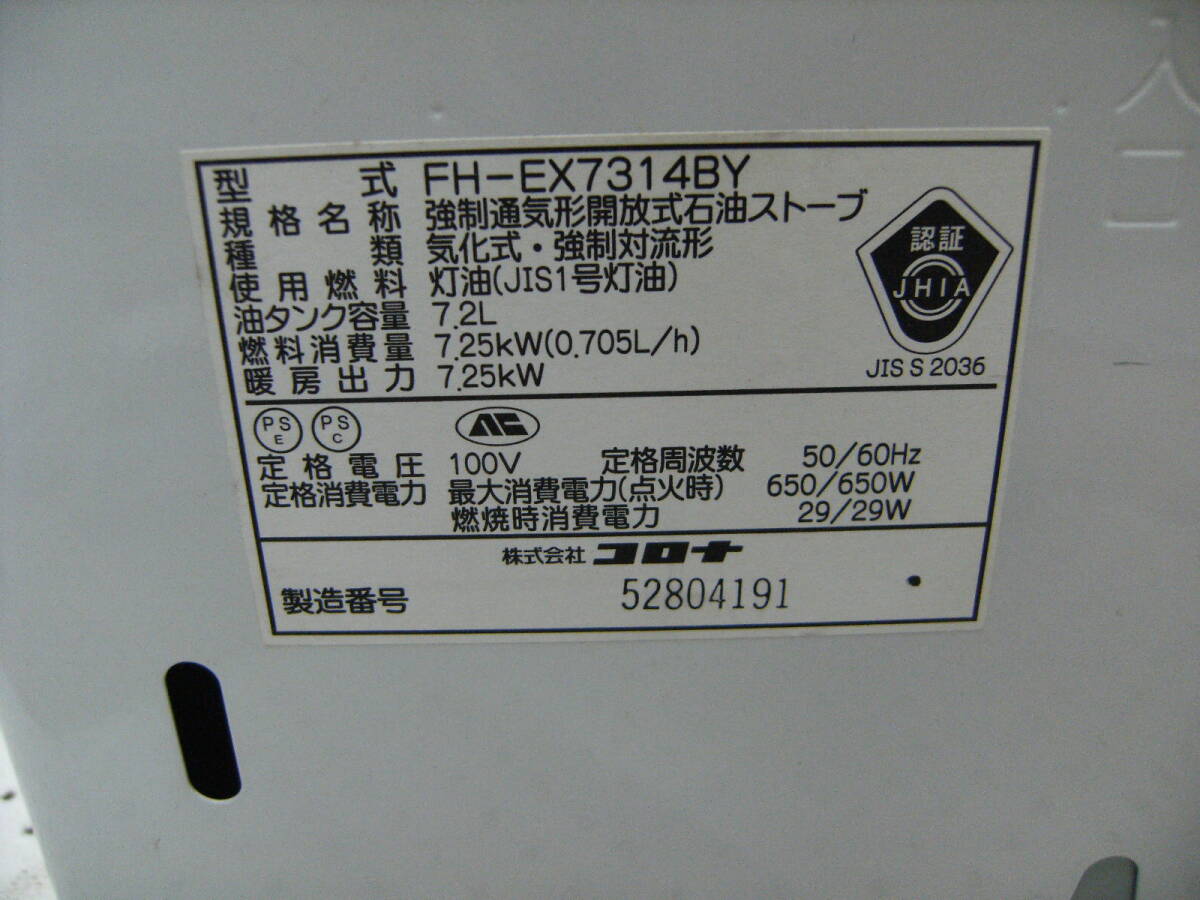 型式 FH-EX7314BY
規格名称 強制通気形開放式石油ストーブ
種類 気化式・強制対流形
使用燃料 灯油(JIS1号灯油)
油タンク容量 7.2L
燃料消費量 7.25kW(0.705L/h)
暖房出力 7.25kW
認証
JHIA
JIS S 2036
PS E PS C
定格電圧 100V 定格周波数 50/60Hz
定格消費電力 最大消費電力(点火時) 650/650W
燃焼時消費電力 29/29W
株式会社 コロナ
製造番号 52804191